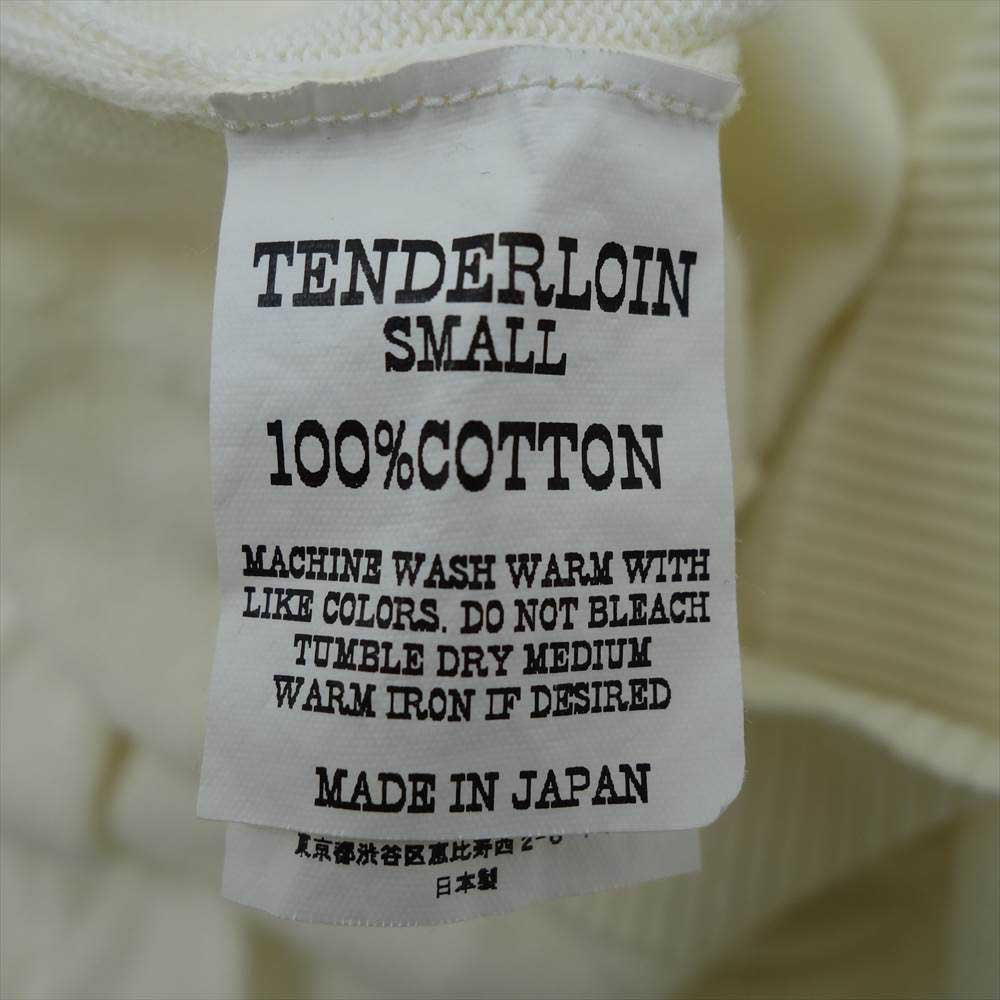 TENDERLOIN
SMALL
100%COTTON
MACHINE WASH WARM WITH
LIKE COLORS. DO NOT BLEACH
TUMBLE DRY MEDIUM
WARM IRON IF DESIRED
MADE IN JAPAN
東京都渋谷区恵比寿西
日本製